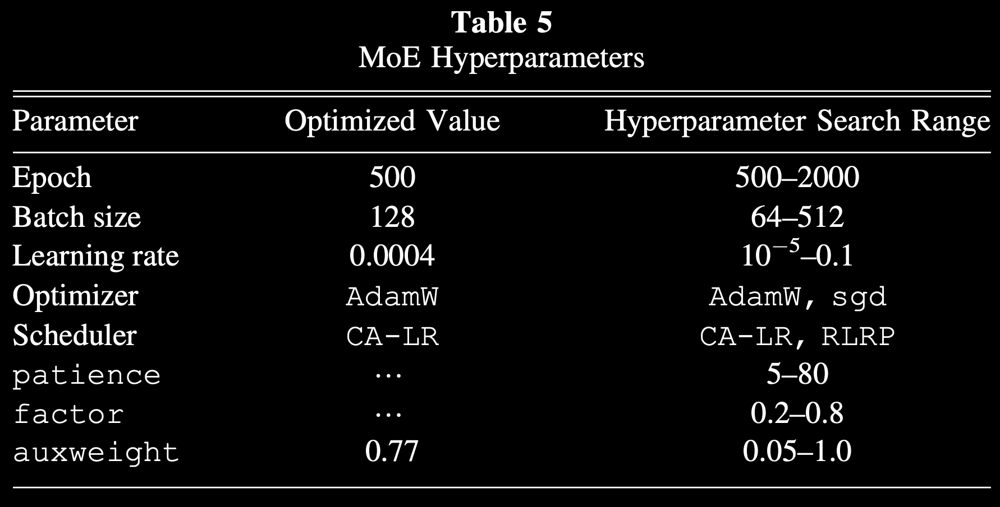 Table 5
MoE Hyperparameters
Parameter Optimized Value Hyperparameter Search Range
Epoch 500 500–2000
Batch size 128 64–512
Learning rate 0.0004 10⁻⁵–0.1
Optimizer AdamW AdamW, sgd
Scheduler CA-LR CA-LR, RLRP
patience ⋯ 5–80
factor ⋯ 0.2–0.8
auxweight 0.77 0.05–1.0